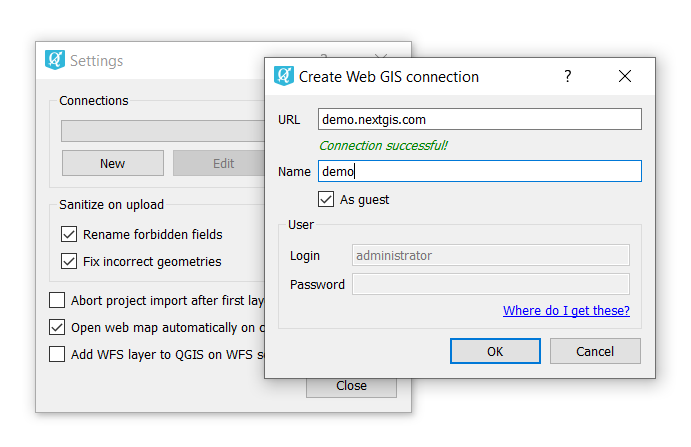 Settings
Connections
New
Edit
Sanitize on upload
Rename forbidden fields
Fix incorrect geometries
Abort project import after first lay
Open web map automatically on c
Add WFS layer to QGIS on WFS s
Close
Create Web GIS connection
?
URL
demo.nextgis.com
Connection successful!
Name
demo
As guest
User
Login
administrator
Password
Where do I get these?
OK
Cancel